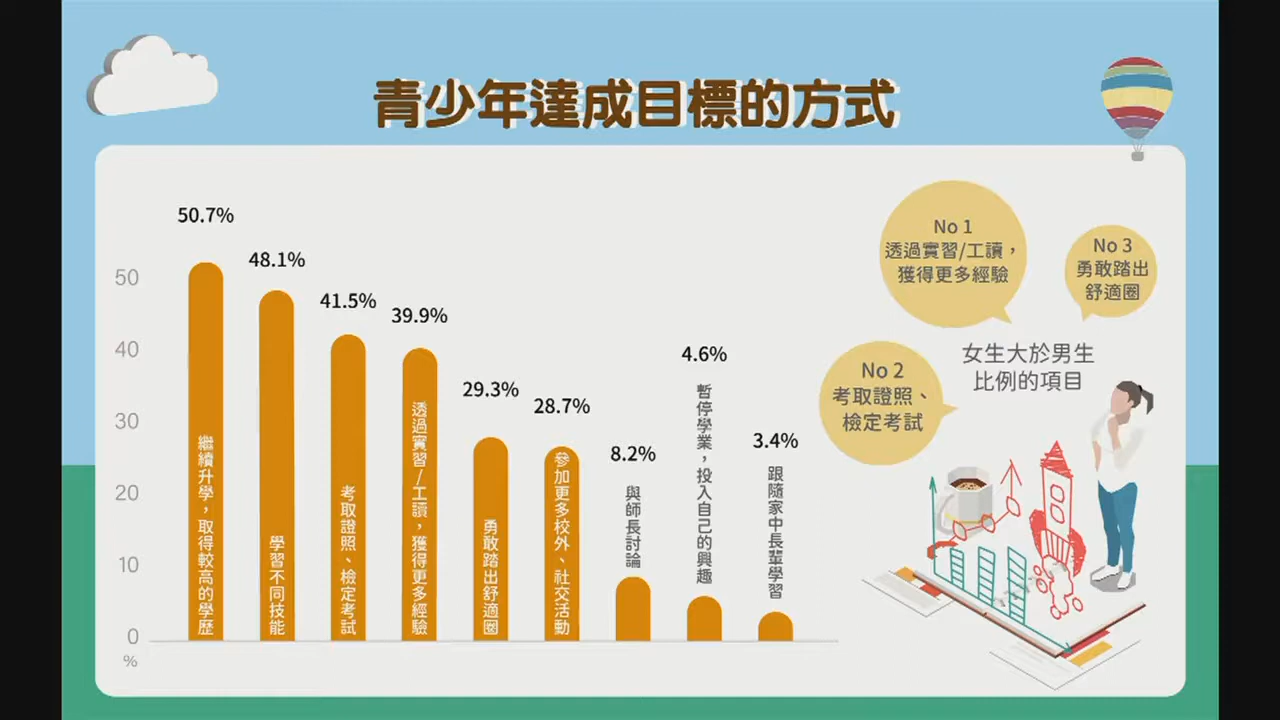 青少年達成目標的方式
50.7%
48.1%
41.5%
39.9%
29.3%
28.7%
8.2%
4.6%
3.4%
50
40
30
20
10
0
%
繼續升學，取得較高的學歷
學習不同技能
考取證照、檢定考試
透過實習/工讀，獲得更多經驗
勇敢踏出舒適圈
參加更多校外、社交活動
與師長討論
暫停學業，投入自己的興趣
跟隨家中長輩學習
No 1
透過實習/工讀，
獲得更多經驗
No 3
勇敢踏出
舒適圈
女生大於男生
比例的項目
No 2
考取證照、
檢定考試